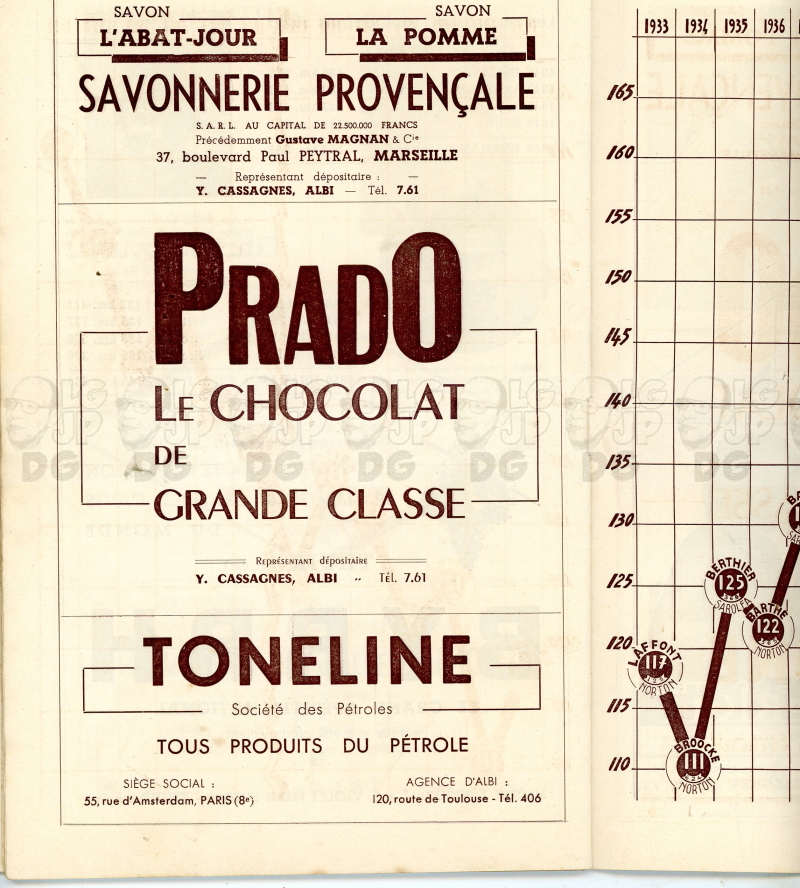 SAVON
L'ABAT-JOUR
SAVON
LA POMME
SAVONNERIE PROVENÇALE
S.A.R.L. AU CAPITAL DE 22.500.000 FRANCS
Précédemment Gustave MAGNAN & Cie
37, boulevard Paul PEYTRAL, MARSEILLE
— Représentant dépositaire : —
Y. CASSAGNES, ALBI — Tél. 7.61
PRADO
LE CHOCOLAT
DE
GRANDE CLASSE
Représentant dépositaire
Y. CASSAGNES, ALBI -- Tél. 7.61
TONELINE
Société des Pétroles
TOUS PRODUITS DU PÉTROLE
SIÈGE SOCIAL :
55, rue d'Amsterdam, PARIS (8e)
AGENCE D'ALBI :
120, route de Toulouse - Tél. 406
1933 1934 1935 1936
165
160
155
150
145
140
135
130
125
120
115
110
LAFFONT
117
NORTON
BROOCKE
111
NORTON
BERTHIER
125
SAROLEA
BARTHE
122
NORTON
LG
JP
DG